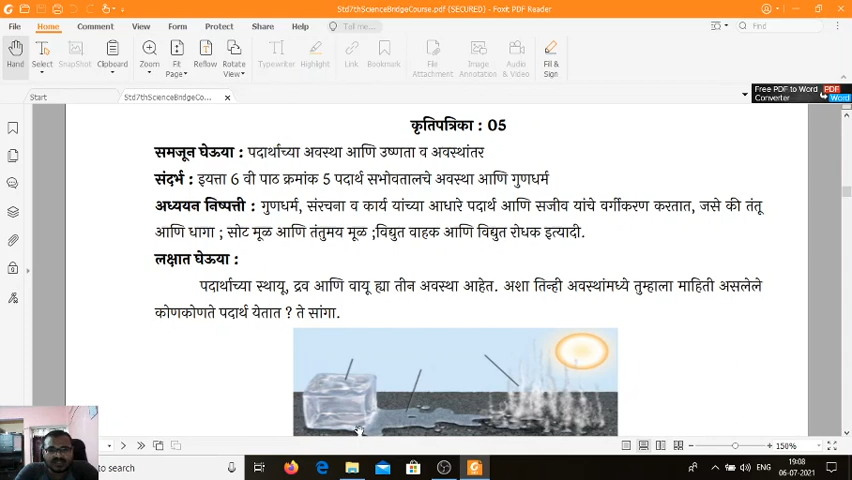 Std7thScienceBridgeCourse.pdf (SECURED) - Foxit PDF Reader
File Home Comment View Form Protect Share Help Tell me... Find
Hand Select SnapShot Clipboard Zoom Fit Page Reflow Rotate View Typewriter Highlight Link Bookmark File Attachment Image Annotation Audio & Video Fill & Sign
Start Std7thScienceBridgeCo... Free PDF to Word Converter PDF Word
कृतिपत्रिका : 05
समजून घेऊया : पदार्थाच्या अवस्था आणि उष्णता व अवस्थांतर
संदर्भ : इयत्ता 6 वी पाठ क्रमांक 5 पदार्थ सभोवतालचे अवस्था आणि गुणधर्म
अध्ययन निष्पत्ती : गुणधर्म, संरचना व कार्य यांच्या आधारे पदार्थ आणि सजीव यांचे वर्गीकरण करतात, जसे की तंतू
आणि धागा ; सोट मूळ आणि तंतुमय मूळ ;विद्युत वाहक आणि विद्युत रोधक इत्यादी.
लक्षात घेऊया :
पदार्थाच्या स्थायू, द्रव आणि वायू ह्या तीन अवस्था आहेत. अशा तिन्ही अवस्थांमध्ये तुम्हाला माहिती असलेले
कोणकोणते पदार्थ येतात ? ते सांगा.
150%
to search ENG 19:08
06-07-2021